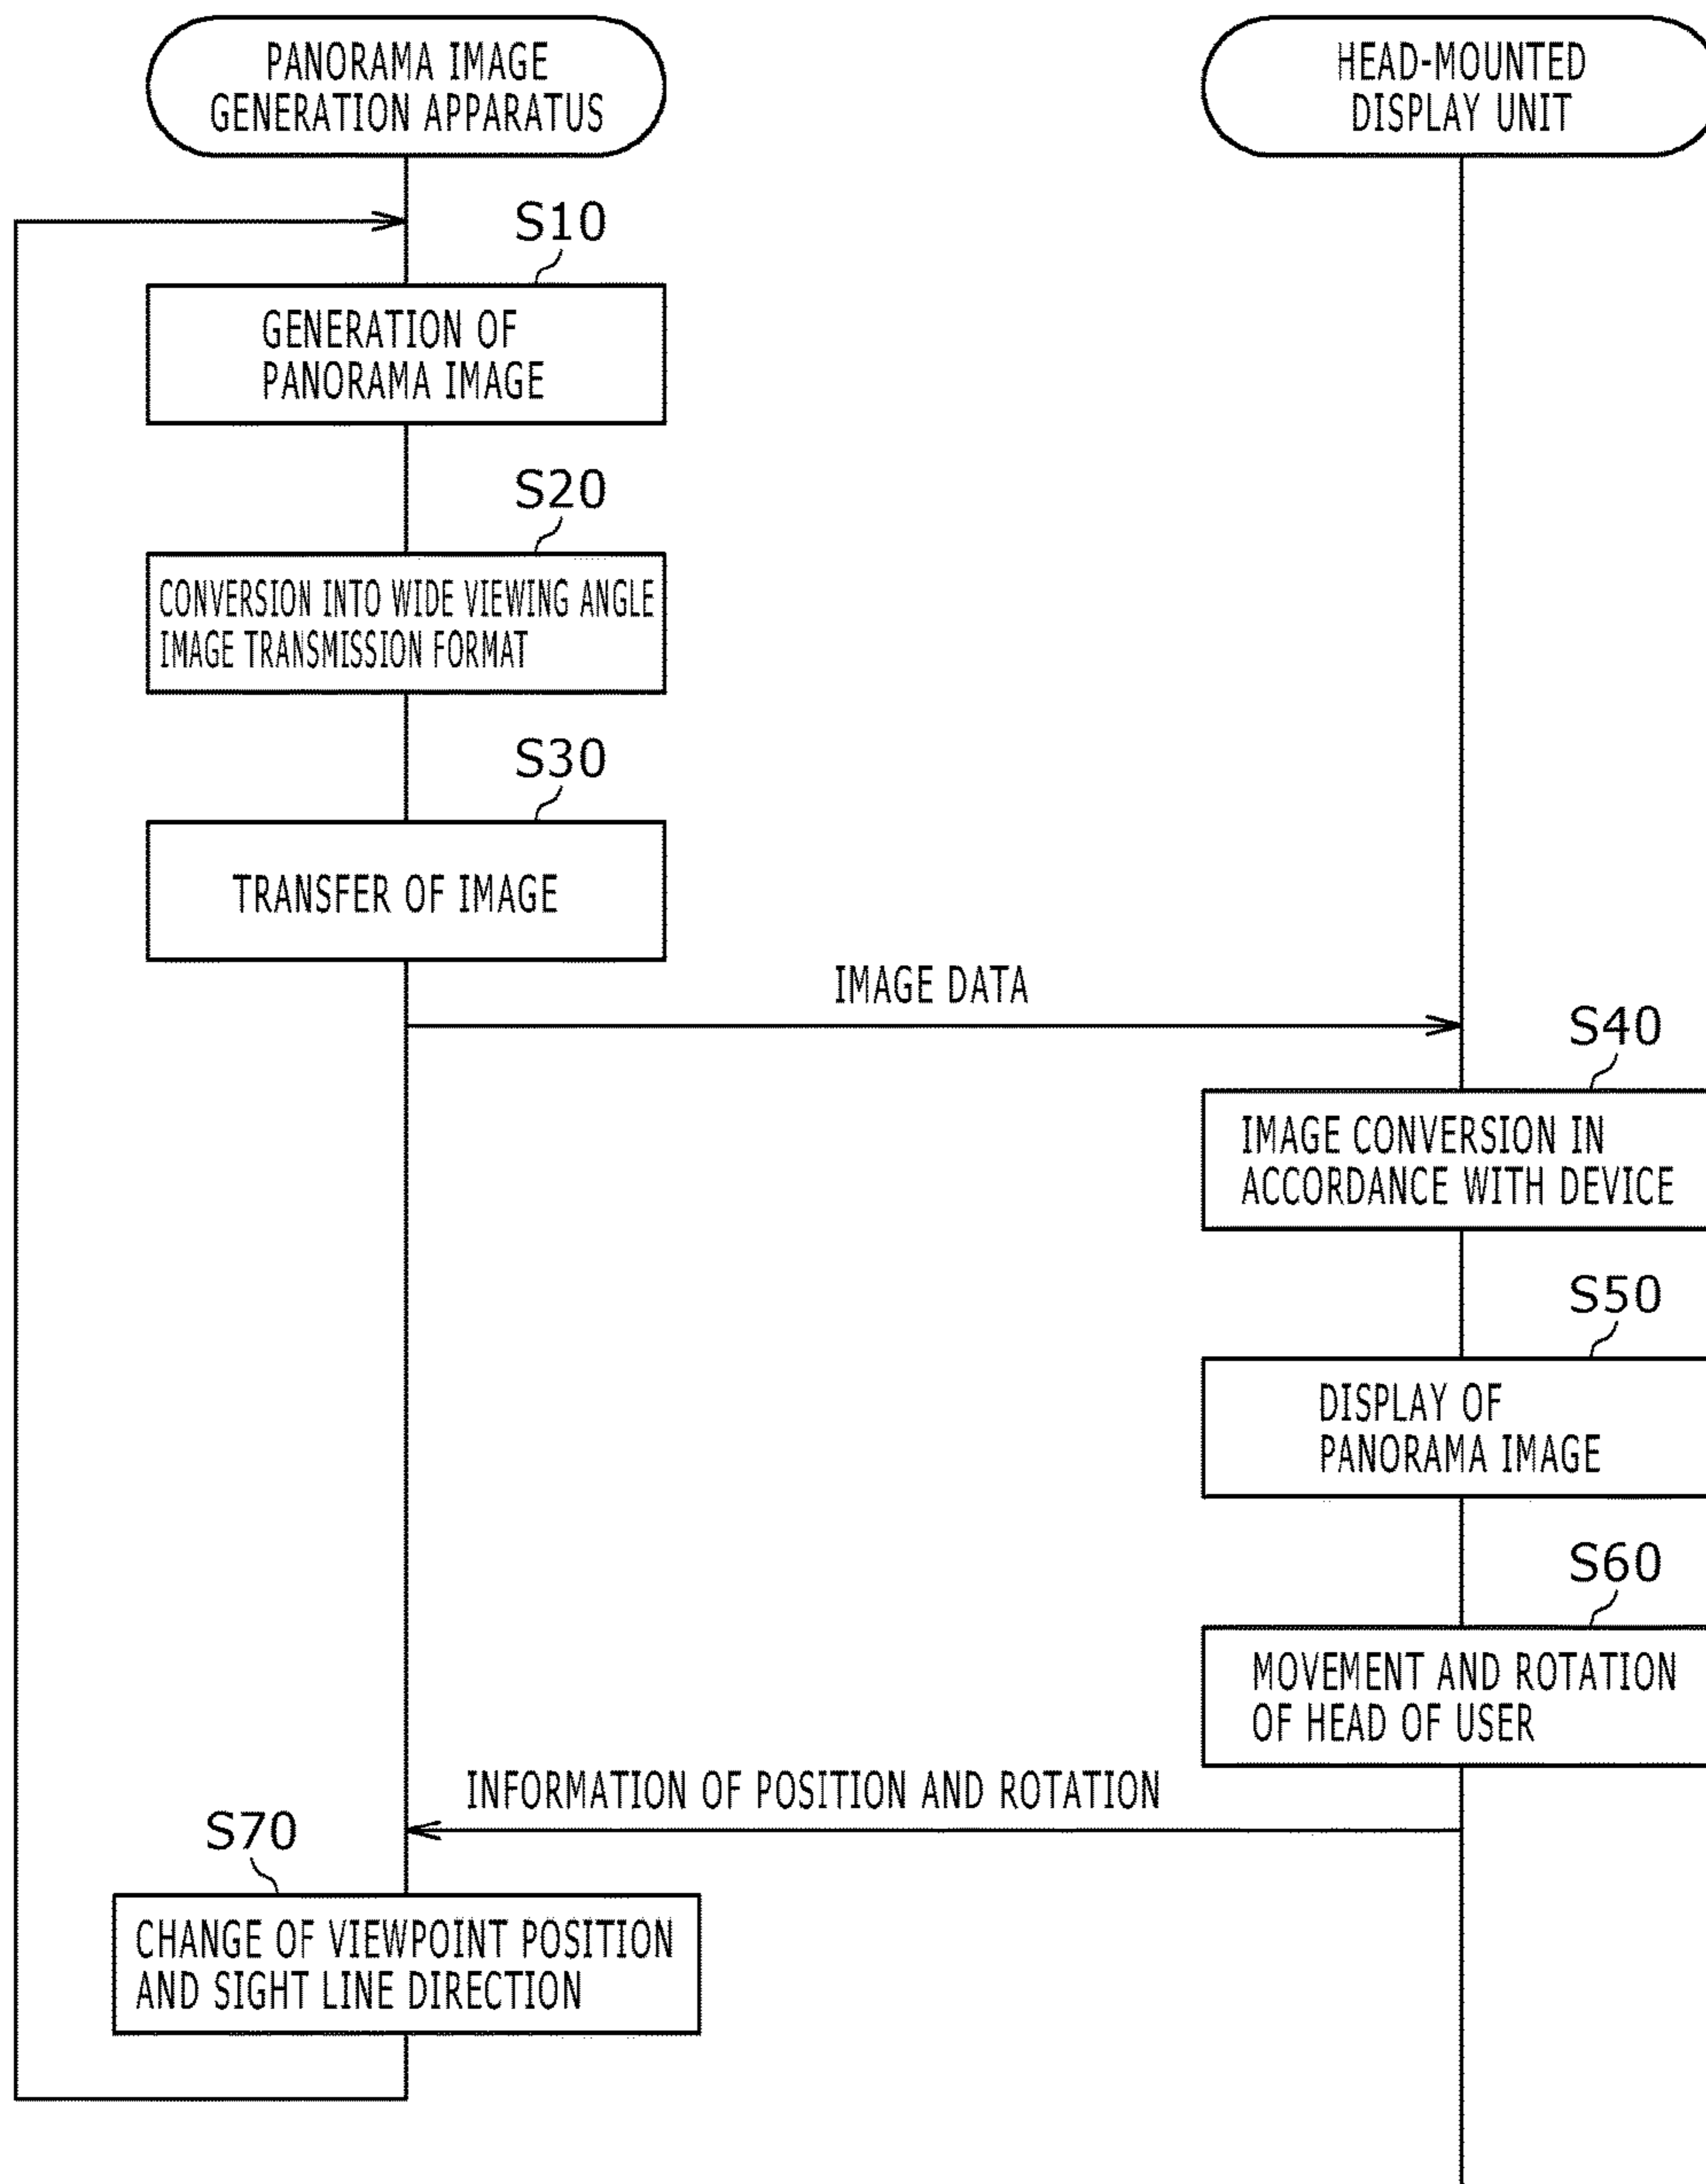 PANORAMA IMAGE
GENERATION APPARATUS
HEAD-MOUNTED
DISPLAY UNIT
S10
GENERATION OF
PANORAMA IMAGE
S20
CONVERSION INTO WIDE VIEWING ANGLE
IMAGE TRANSMISSION FORMAT
S30
TRANSFER OF IMAGE
IMAGE DATA
S40
IMAGE CONVERSION IN
ACCORDANCE WITH DEVICE
S50
DISPLAY OF
PANORAMA IMAGE
S60
MOVEMENT AND ROTATION
OF HEAD OF USER
INFORMATION OF POSITION AND ROTATION
S70
CHANGE OF VIEWPOINT POSITION
AND SIGHT LINE DIRECTION